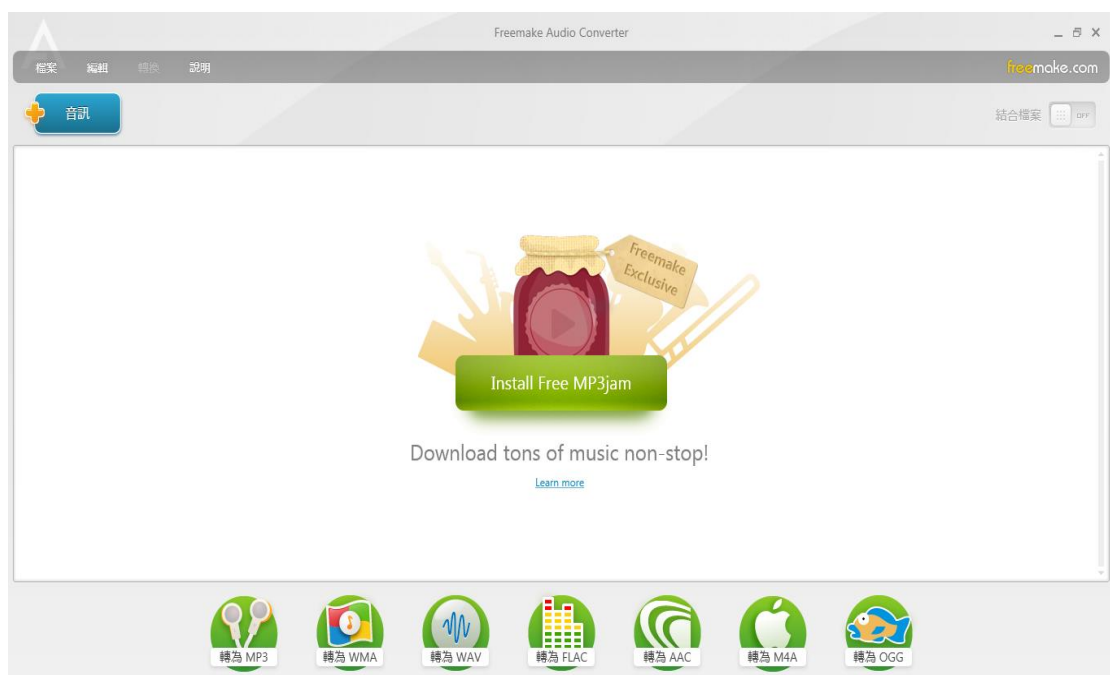 Freemake Audio Converter
檔案 編輯 轉換 說明
freemake.com
音訊
結合檔案 OFF
Freemake
Exclusive
Install Free MP3jam
Download tons of music non-stop!
Learn more
轉為 MP3 轉為 WMA 轉為 WAV 轉為 FLAC 轉為 AAC 轉為 M4A 轉為 OGG